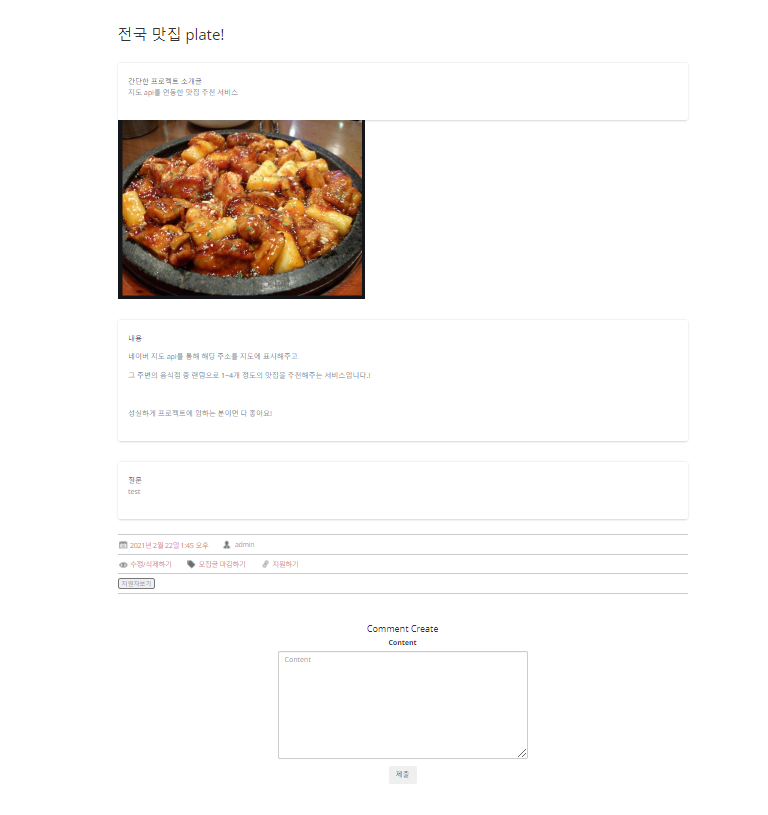 전국 맛집 plate!
간단한 프로젝트 소개글
지도 api를 연동한 맛집 추천 서비스
내용
네이버 지도 api를 통해 해당 주소를 지도에 표시해주고
그 주변의 음식점 중 랜덤으로 1~4개 정도의 맛집을 추천해주는 서비스입니다.!
성실하게 프로젝트에 임하는 분이면 다 좋아요!
질문
test
2021년 2월 22일 1:45 오후 admin
수정/삭제하기 모집글 마감하기 지원하기
지원자보기
Comment Create
Content
Content
제출